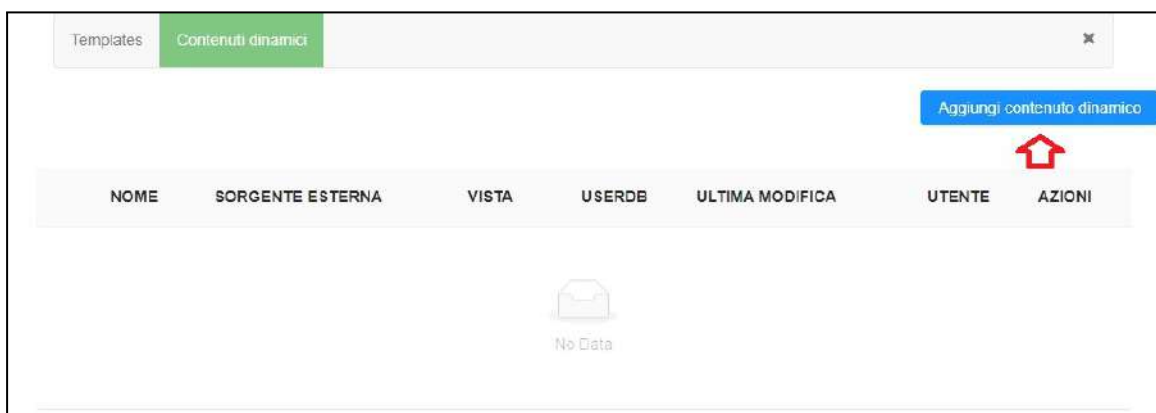 Templates Contenuti dinamici ×
Aggiungi contenuto dinamico
NOME SORGENTE ESTERNA VISTA USERDB ULTIMA MODIFICA UTENTE AZIONI
No Data